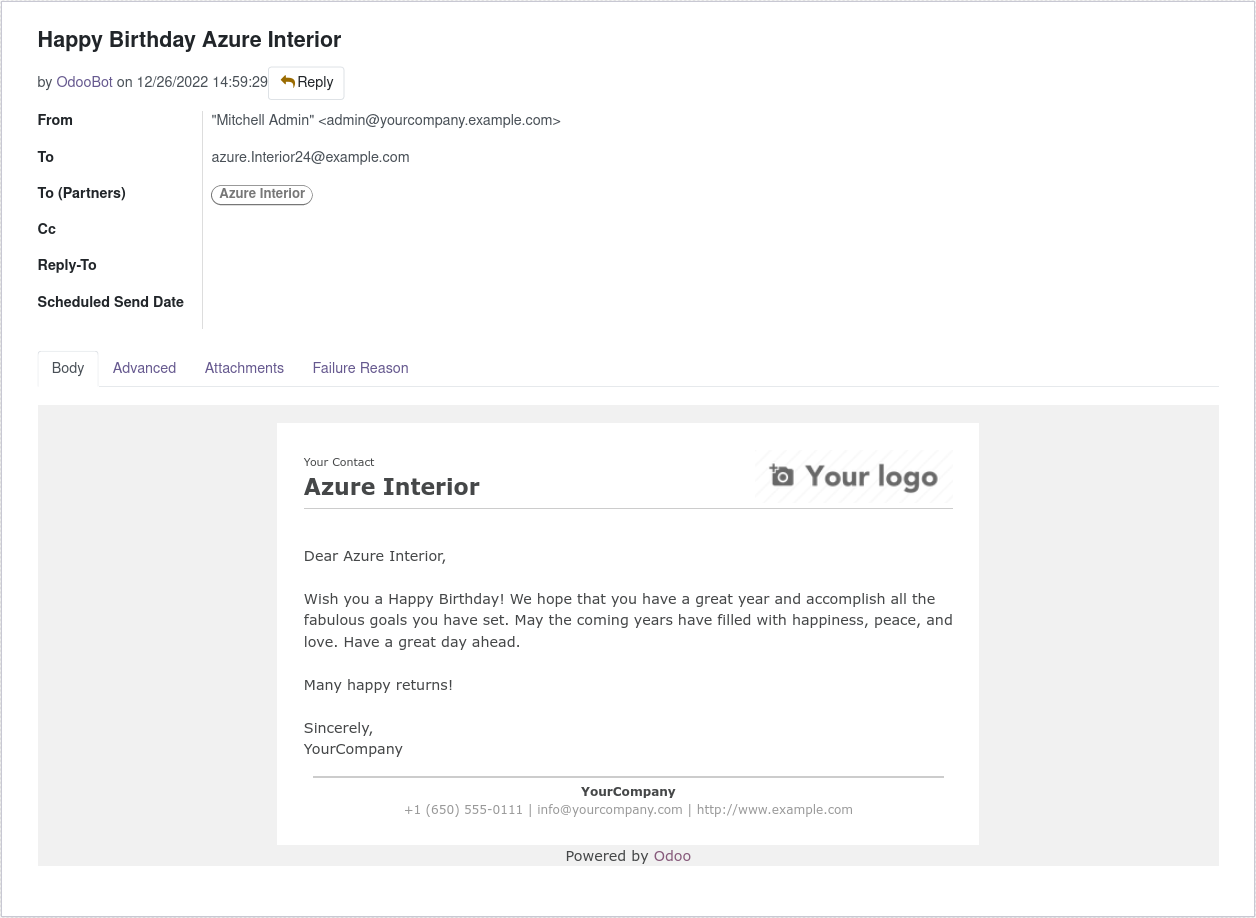 Happy Birthday Azure Interior
by OdooBot on 12/26/2022 14:59:29 Reply
From "Mitchell Admin" <admin@yourcompany.example.com>
To azure.Interior24@example.com
To (Partners) Azure Interior
Cc
Reply-To
Scheduled Send Date
Body Advanced Attachments Failure Reason
Your Contact
Azure Interior
Your logo
Dear Azure Interior,
Wish you a Happy Birthday! We hope that you have a great year and accomplish all the
fabulous goals you have set. May the coming years have filled with happiness, peace, and
love. Have a great day ahead.
Many happy returns!
Sincerely,
YourCompany
YourCompany
+1 (650) 555-0111 | info@yourcompany.com | http://www.example.com
Powered by Odoo